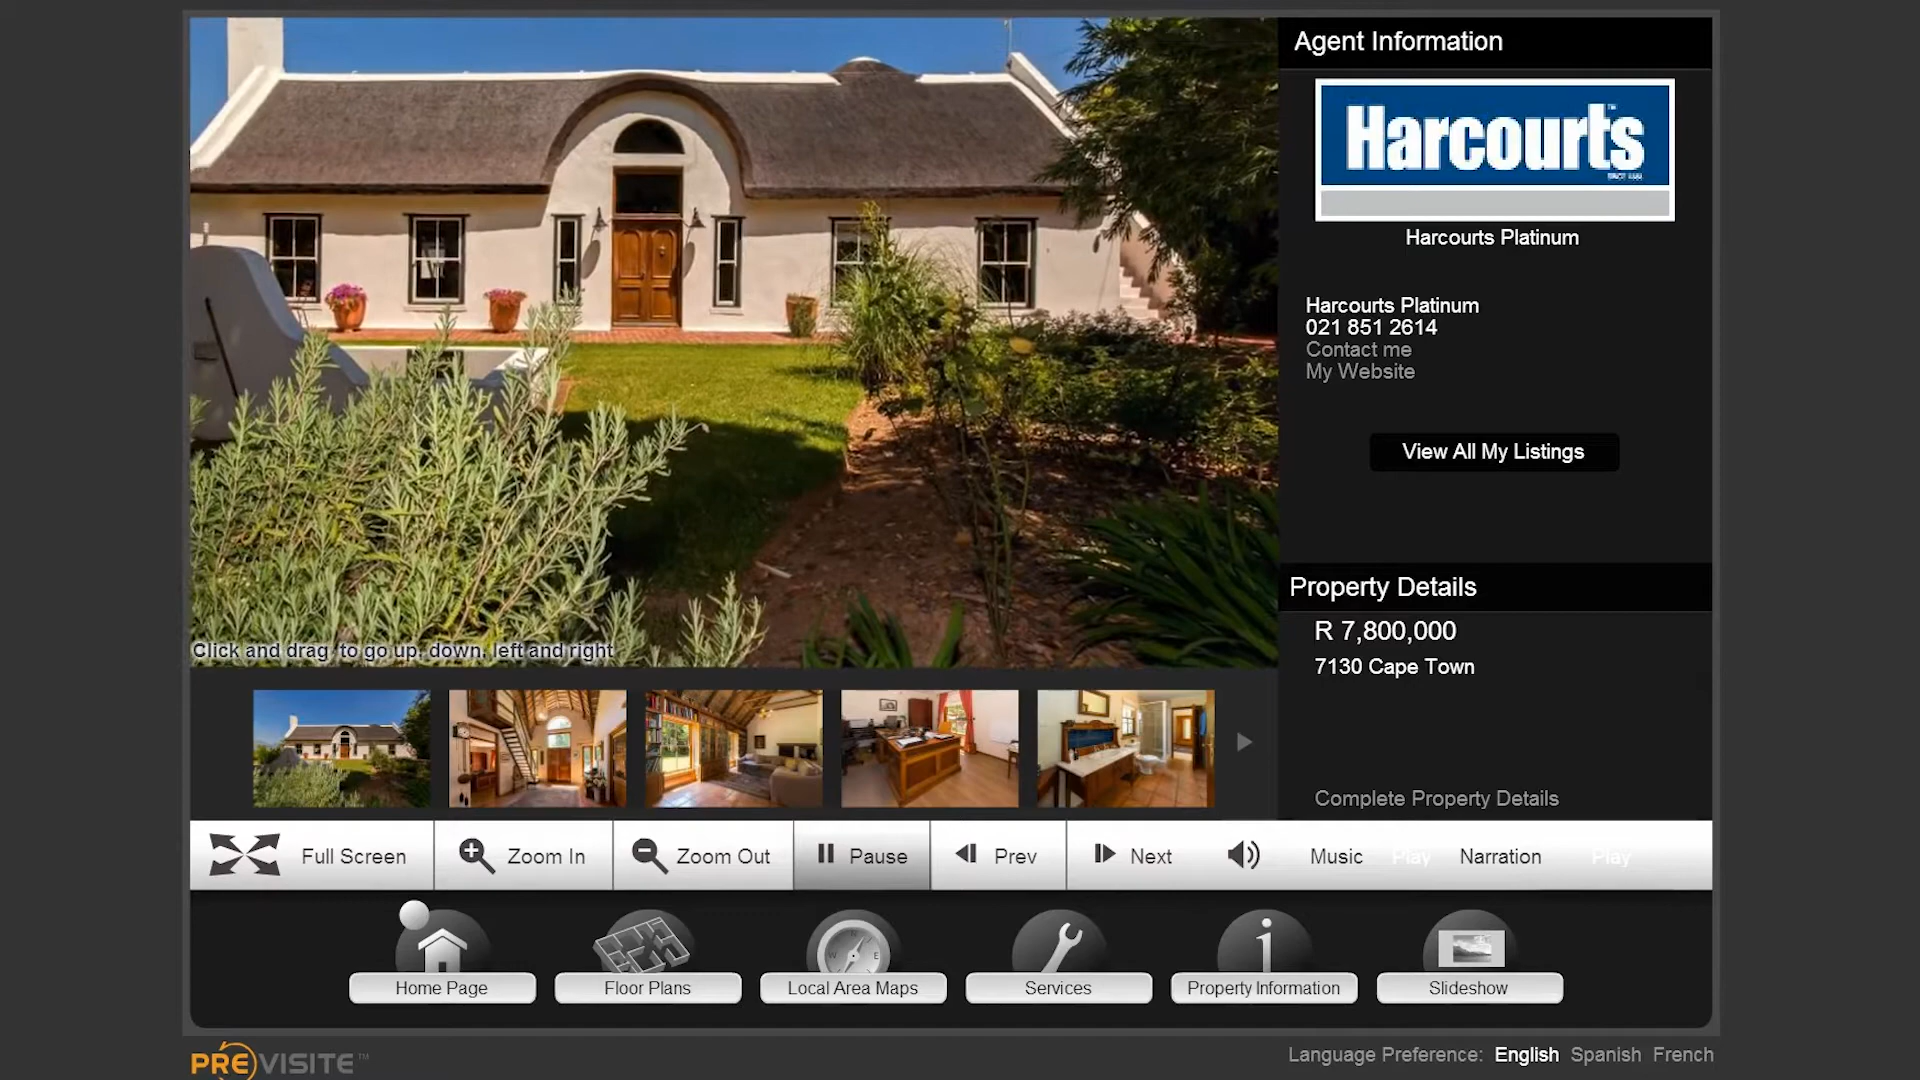 Agent Information
Harcourts
Harcourts Platinum
Harcourts Platinum
021 851 2614
Contact me
My Website
View All My Listings
Property Details
R 7,800,000
7130 Cape Town
Complete Property Details
Click and drag to go up, down, left and right
Full Screen
Zoom In
Zoom Out
Pause
Prev
Next
Music
Play
Narration
Play
Home Page
Floor Plans
Local Area Maps
Services
Property Information
Slideshow
PREVISITE™
Language Preference: English Spanish French